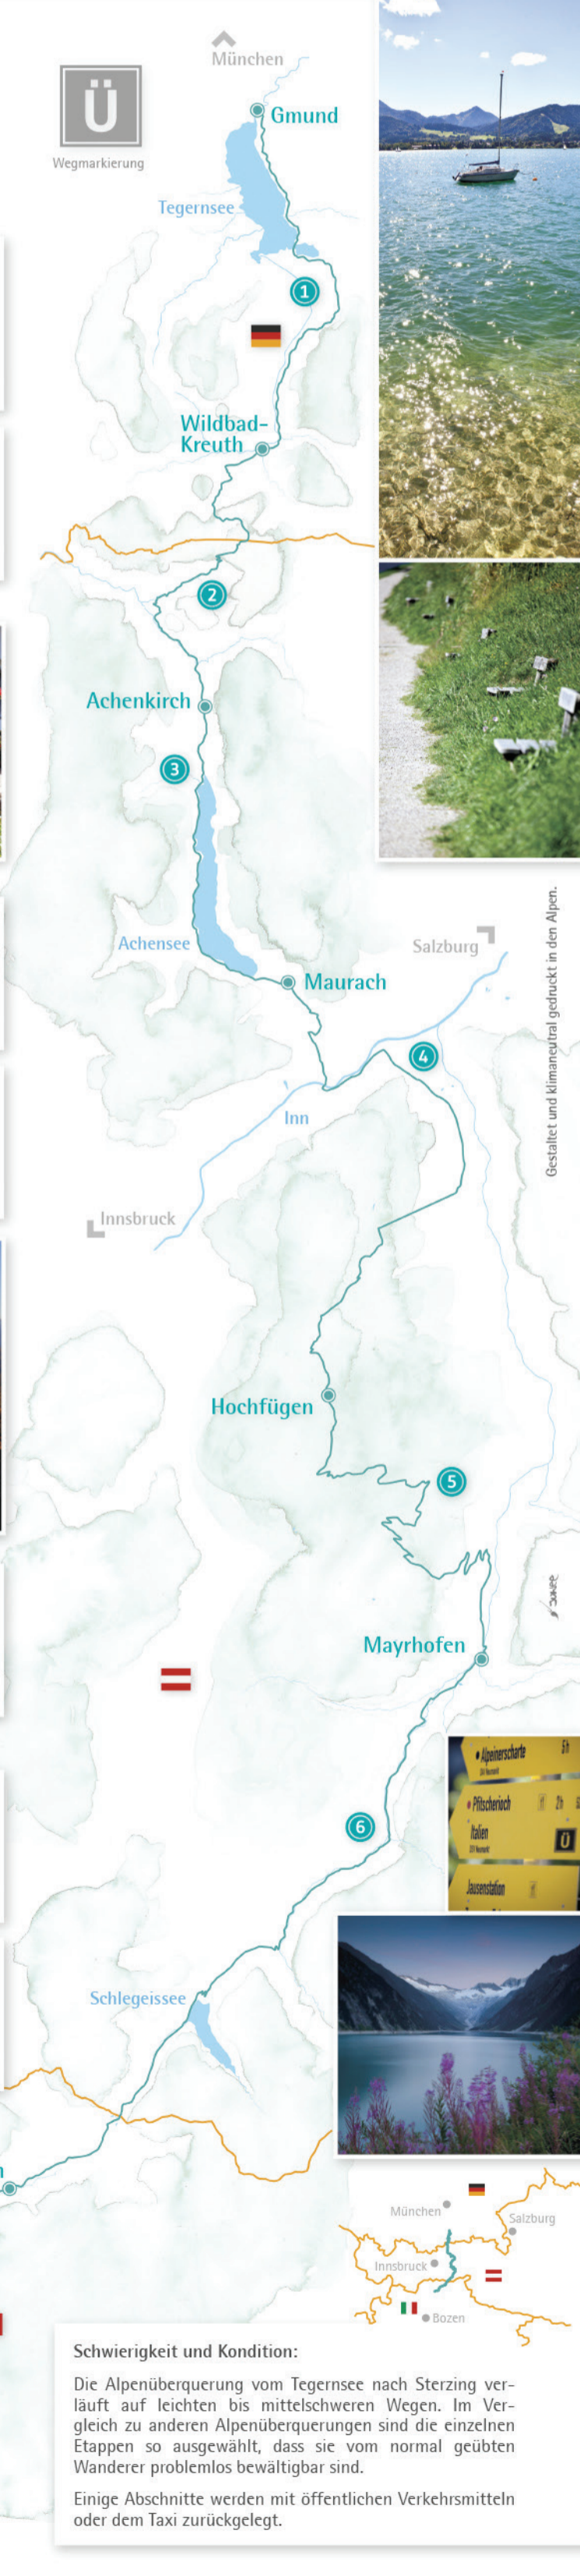 München
Ü
Wegmarkierung
Gmund
Tegernsee
1
Wildbad-
Kreuth
2
Achenkirch
3
Achensee
Salzburg
Maurach
4
Inn
Innsbruck
Gestaltet und klimaneutral gedruckt in den Alpen.
Hochfügen
5
Mayrhofen
Alpeinerscharte 5h
Pfitscherjoch 2h
Italien
Ü
Jausenstation
6
Schlegeissee
n
München
Salzburg
Innsbruck
Bozen
Schwierigkeit und Kondition:
Die Alpenüberquerung vom Tegernsee nach Sterzing ver-
läuft auf leichten bis mittelschweren Wegen. Im Ver-
gleich zu anderen Alpenüberquerungen sind die einzelnen
Etappen so ausgewählt, dass sie vom normal geübten
Wanderer problemlos bewältigbar sind.
Einige Abschnitte werden mit öffentlichen Verkehrsmitteln
oder dem Taxi zurückgelegt.